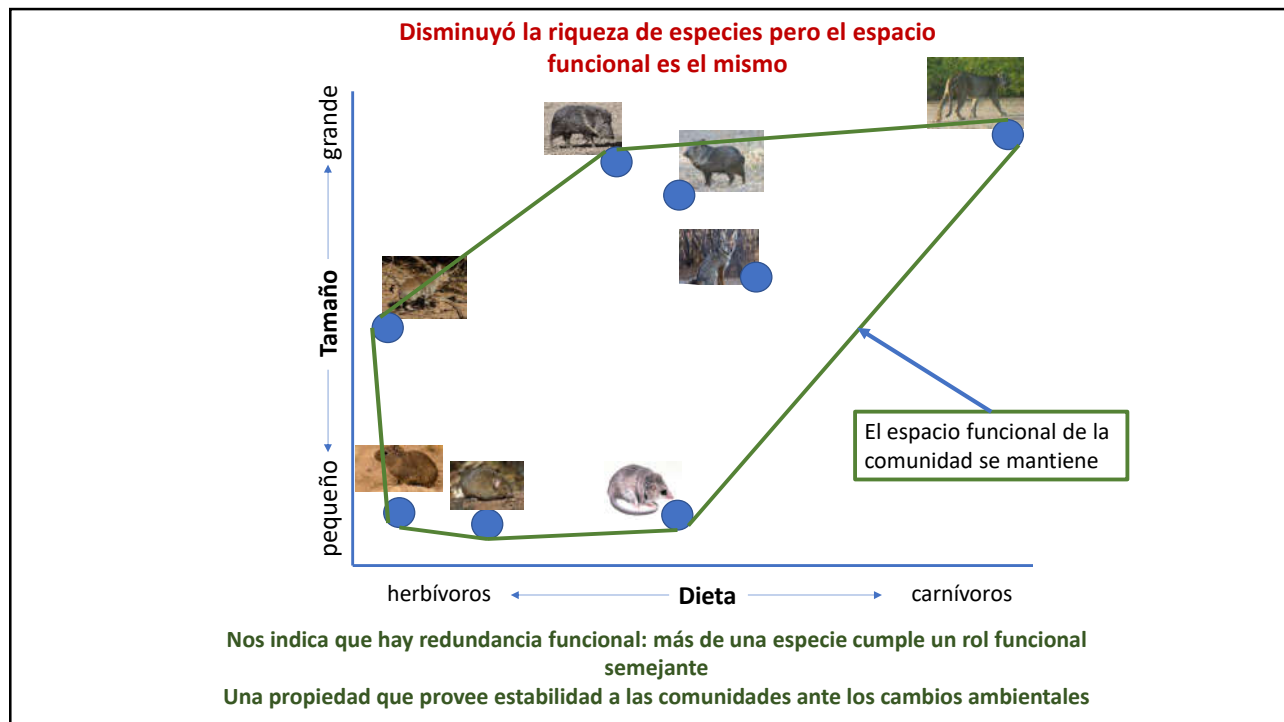 Disminuyó la riqueza de especies pero el espacio
funcional es el mismo
grande
Tamaño
pequeño
El espacio funcional de la
comunidad se mantiene
herbívoros
Dieta
carnívoros
Nos indica que hay redundancia funcional: más de una especie cumple un rol funcional
semejante
Una propiedad que provee estabilidad a las comunidades ante los cambios ambientales